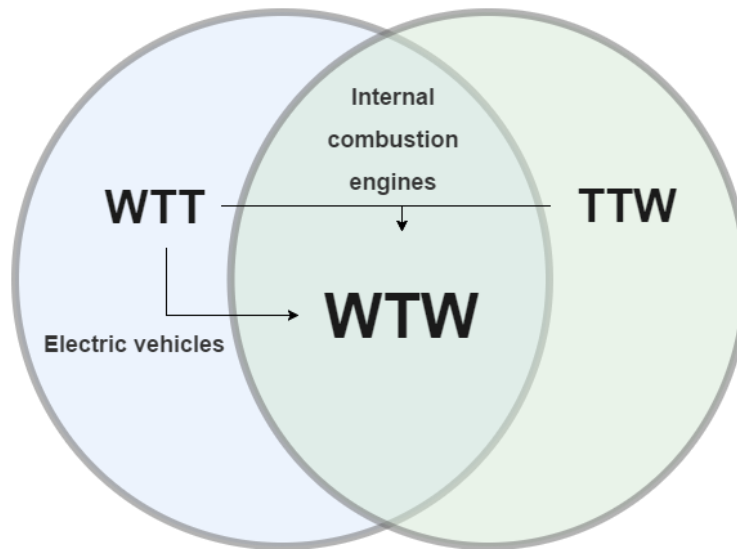 Internal
combustion
engines
WTT
TTW
WTW
Electric vehicles